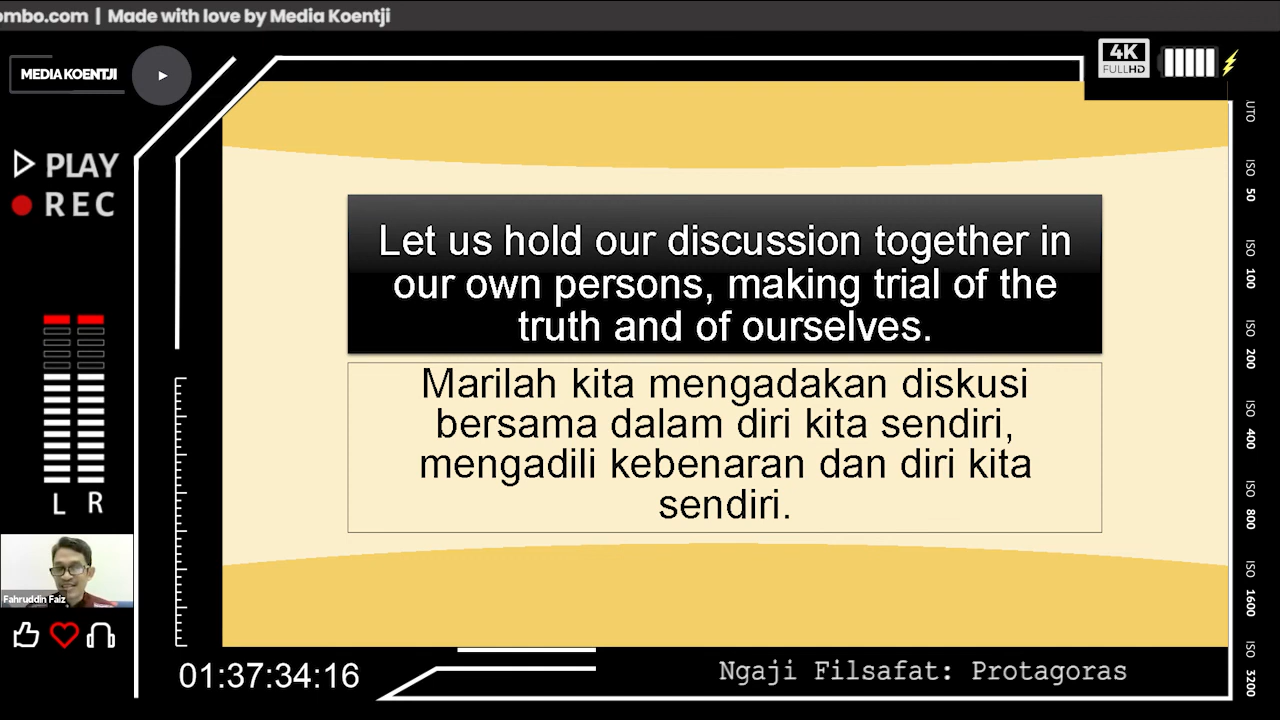 ombo.com | Made with love by Media Koentji
MEDIA KOENTJI
4K
FULLHD
PLAY
REC
Let us hold our discussion together in
our own persons, making trial of the
truth and of ourselves.
Marilah kita mengadakan diskusi
bersama dalam diri kita sendiri,
mengadili kebenaran dan diri kita
sendiri.
L R
Fahruddin Faiz
01:37:34:16
Ngaji Filsafat: Protagoras
UTO
ISO 50
ISO 100
ISO 200
ISO 400
ISO 800
ISO 1600
ISO 3200